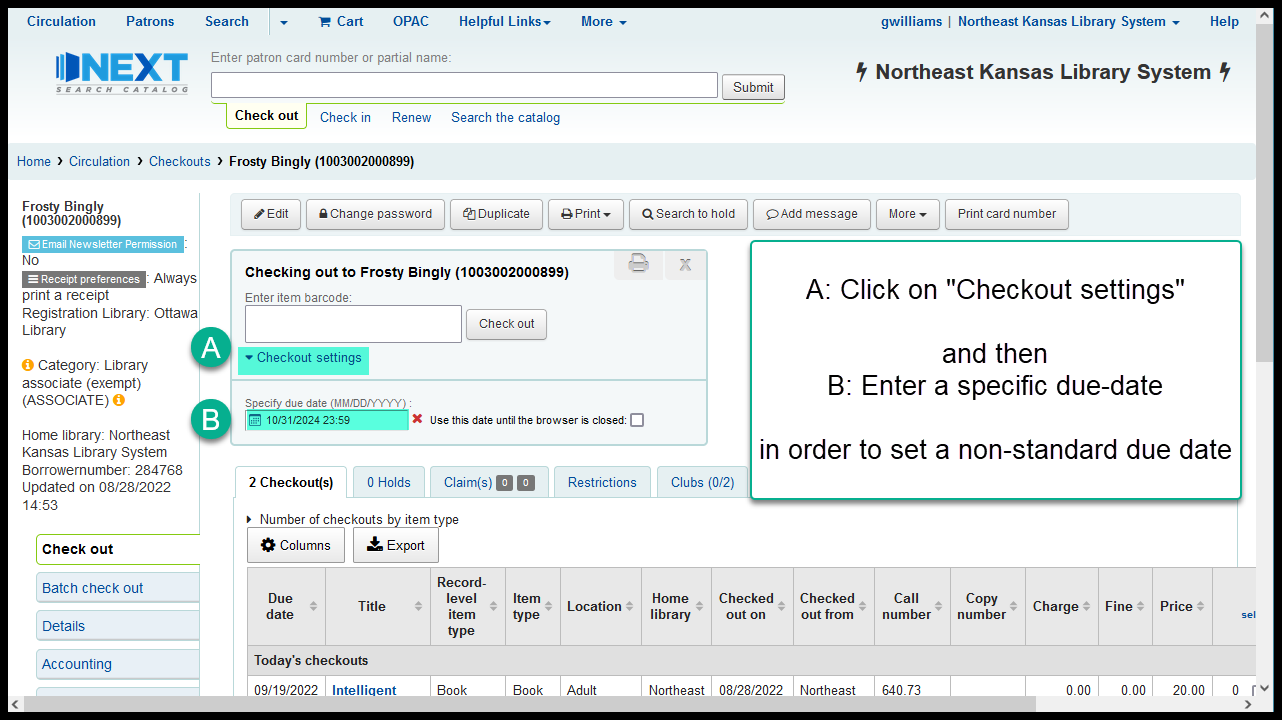 Circulation Patrons Search Cart OPAC Helpful Links More gwilliams | Northeast Kansas Library System Help
NEXT
SEARCH CATALOG
Enter patron card number or partial name:
Submit
Northeast Kansas Library System
Check out Check in Renew Search the catalog
Home › Circulation › Checkouts › Frosty Bingly (1003002000899)
Frosty Bingly
(1003002000899)
Email Newsletter Permission :
No
Receipt preferences : Always
print a receipt
Registration Library: Ottawa
Library
Category: Library
associate (exempt)
(ASSOCIATE)
Home library: Northeast
Kansas Library System
Borrowernumber: 284768
Updated on 08/28/2022
14:53
Check out
Batch check out
Details
Accounting
Edit Change password Duplicate Print Search to hold Add message More Print card number
Checking out to Frosty Bingly (1003002000899) X
Enter item barcode:
Check out
A
Checkout settings
B
Specify due date (MM/DD/YYYY) :
10/31/2024 23:59 Use this date until the browser is closed:
A: Click on "Checkout settings"
and then
B: Enter a specific due-date
in order to set a non-standard due date
2 Checkout(s) 0 Holds Claim(s) 0 0 Restrictions Clubs (0/2)
Number of checkouts by item type
Columns Export
Due date Title Record-level item type Item type Location Home library Checked out on Checked out from Call number Copy number Charge Fine Price sel
Today's checkouts
09/19/2022 Intelligent Book Book Adult Northeast 08/28/2022 Northeast 640.73 0.00 0.00 20.00 0